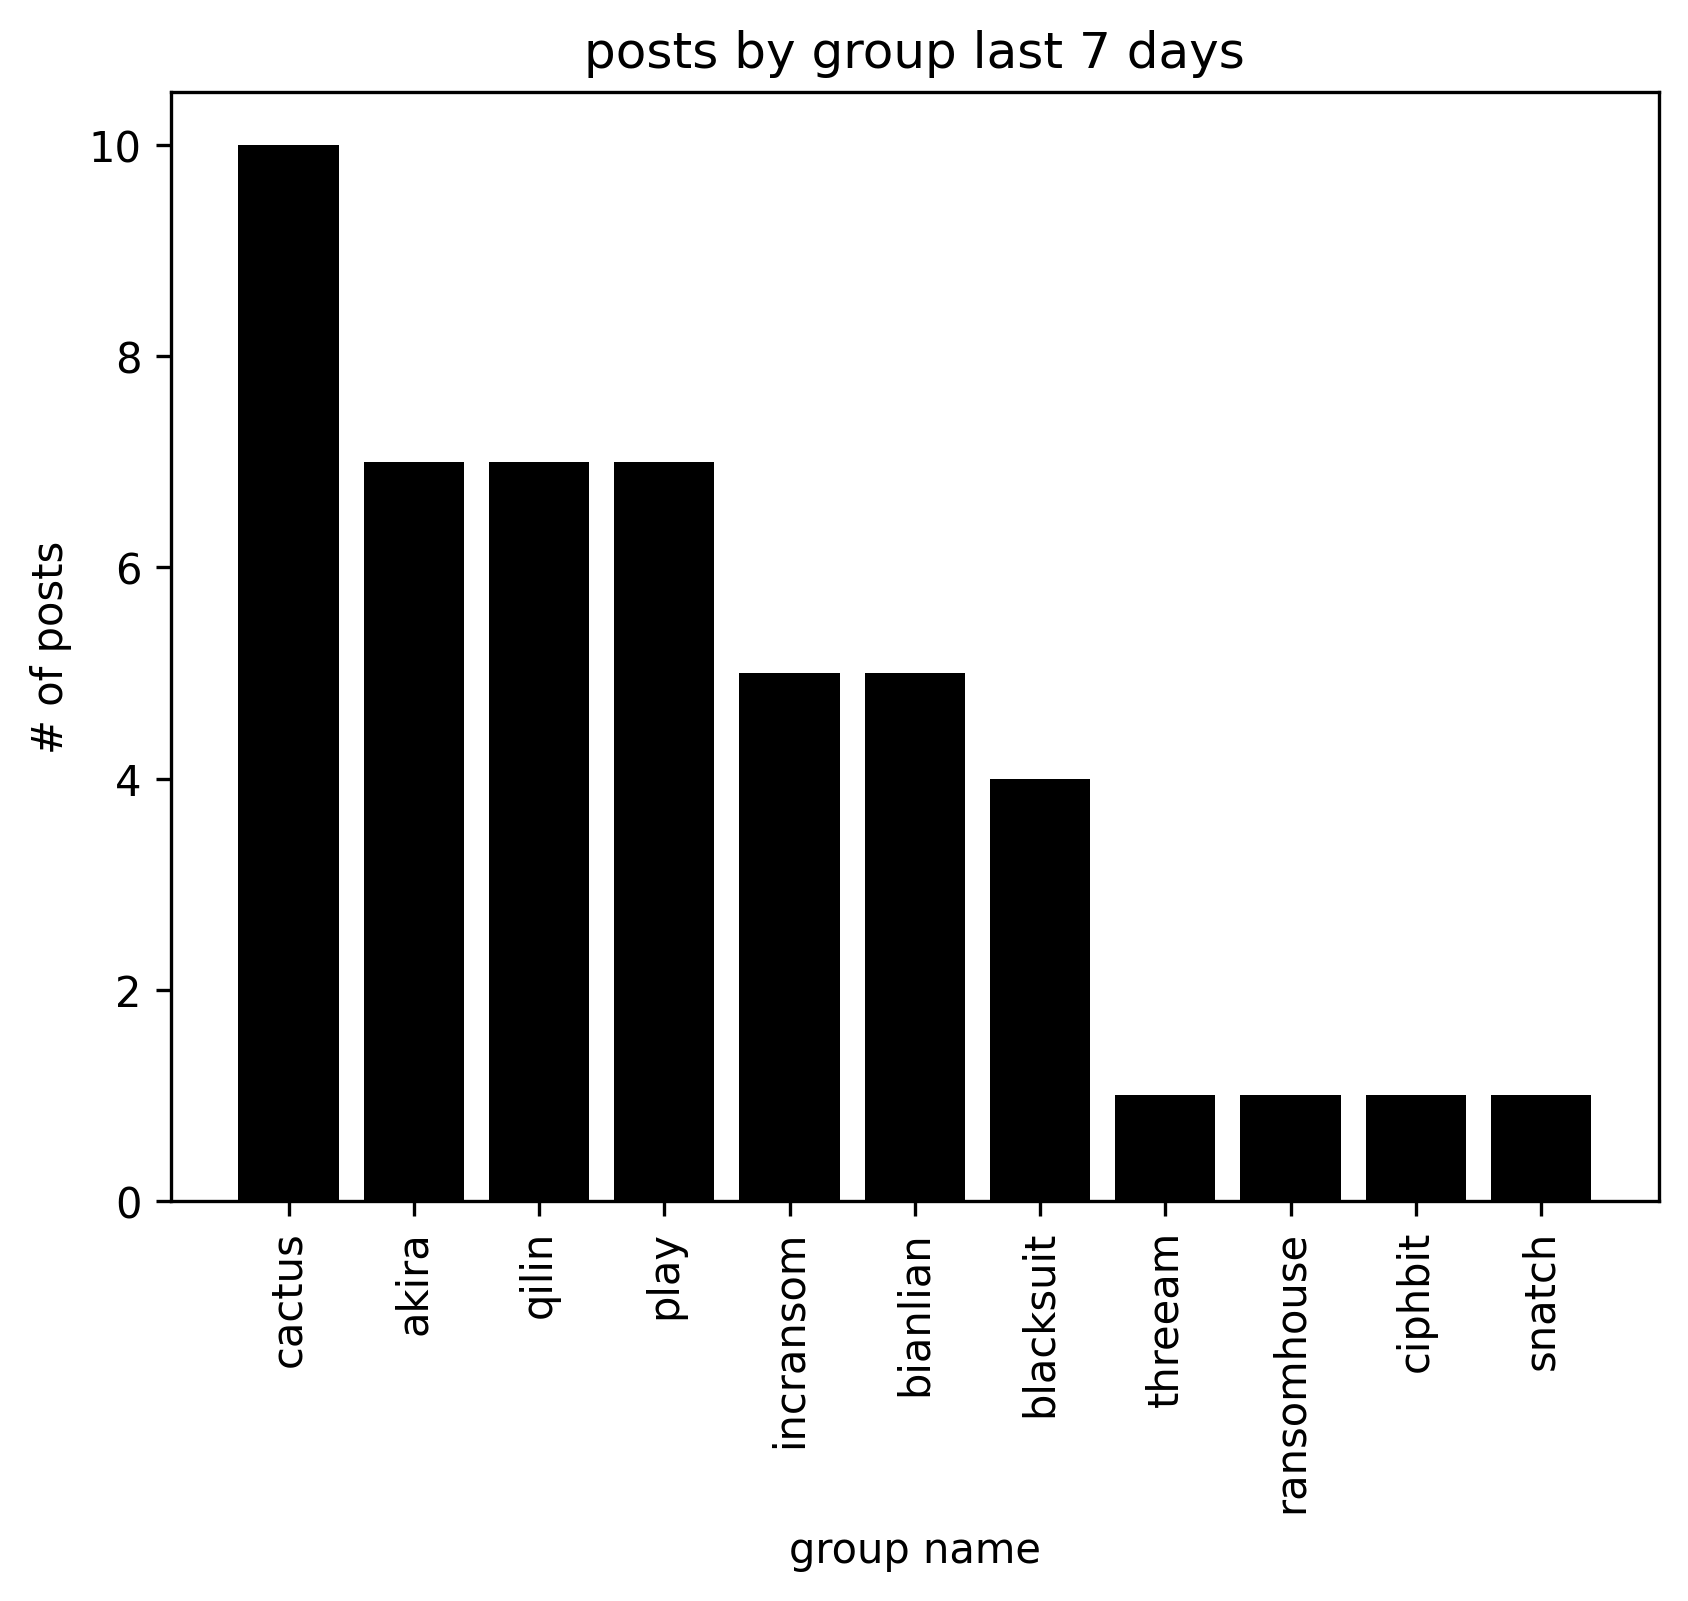 posts by group last 7 days
10
8
6
4
2
0
# of posts
cactus
akira
qilin
play
incransom
bianlian
blacksuit
threeam
ransomhouse
ciphbit
snatch
group name